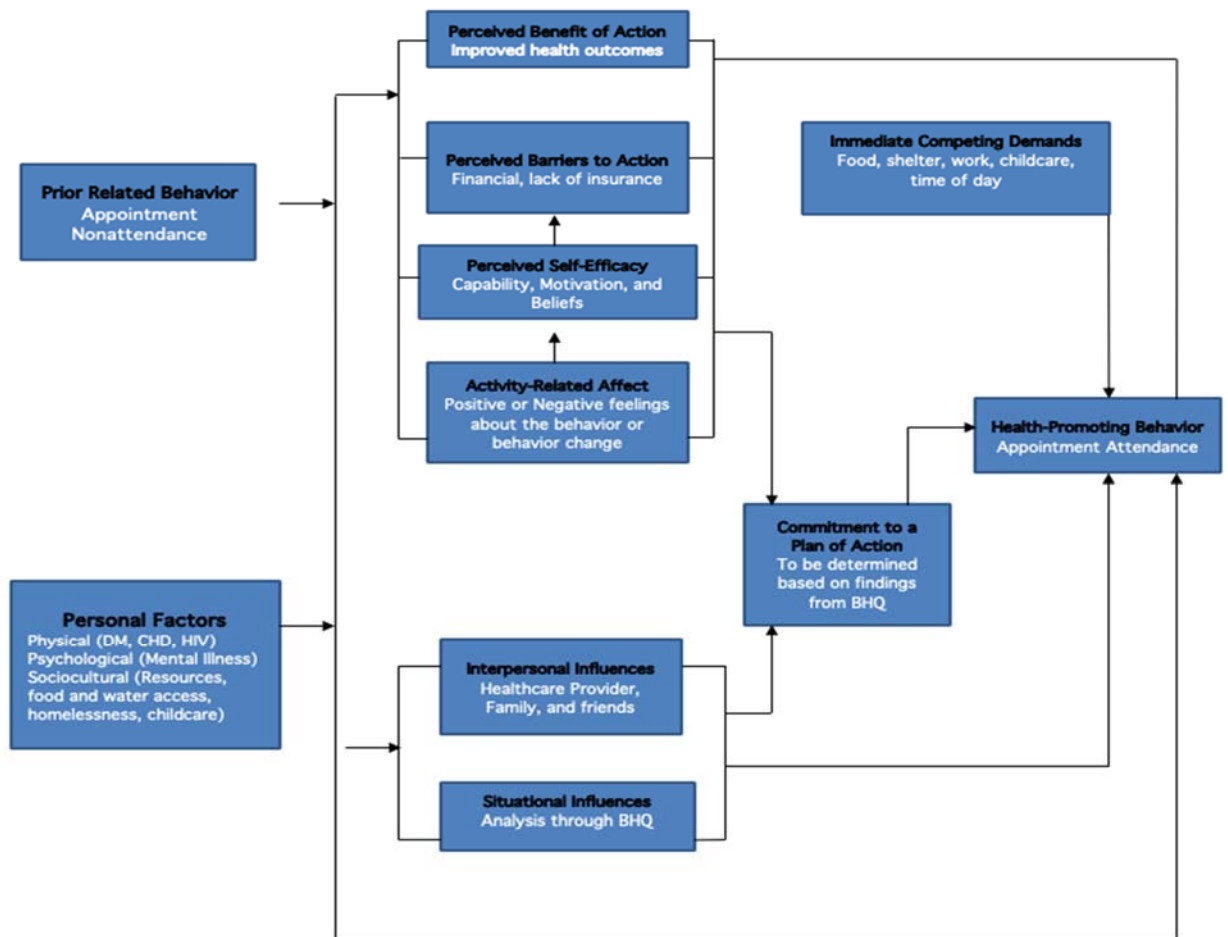 Perceived Benefit of Action
Improved health outcomes
Immediate Competing Demands
Food, shelter, work, childcare,
time of day
Perceived Barriers to Action
Financial, lack of insurance
Prior Related Behavior
Appointment
Nonattendance
Perceived Self-Efficacy
Capability, Motivation, and
Beliefs
Activity-Related Affect
Positive or Negative feelings
about the behavior or
behavior change
Health-Promoting Behavior
Appointment Attendance
Commitment to a
Plan of Action
To be determined
based on findings
from BHQ
Personal Factors
Physical (DM, CHD, HIV)
Psychological (Mental Illness)
Sociocultural (Resources,
food and water access,
homelessness, childcare)
Interpersonal Influences
Healthcare Provider,
Family, and friends
Situational Influences
Analysis through BHQ